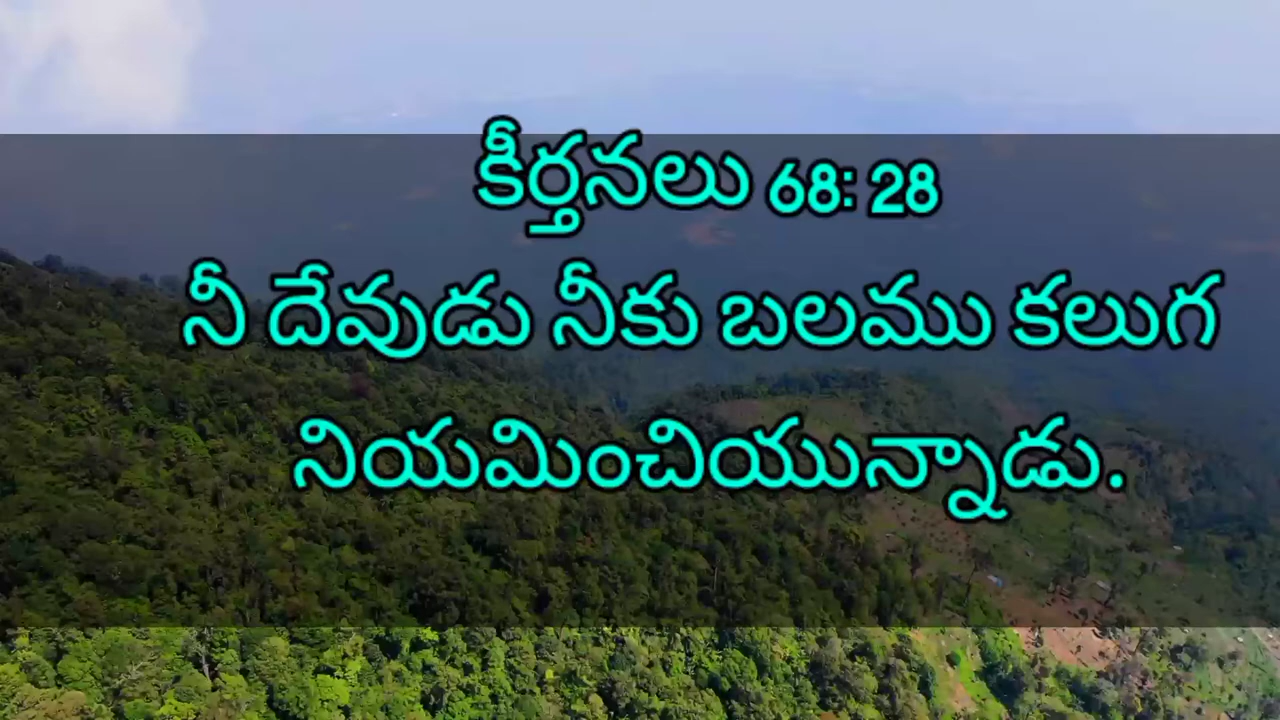 కీర్తనలు 68: 28
నీ దేవుడు నీకు బలము కలుగ
నియమించియున్నాడు.